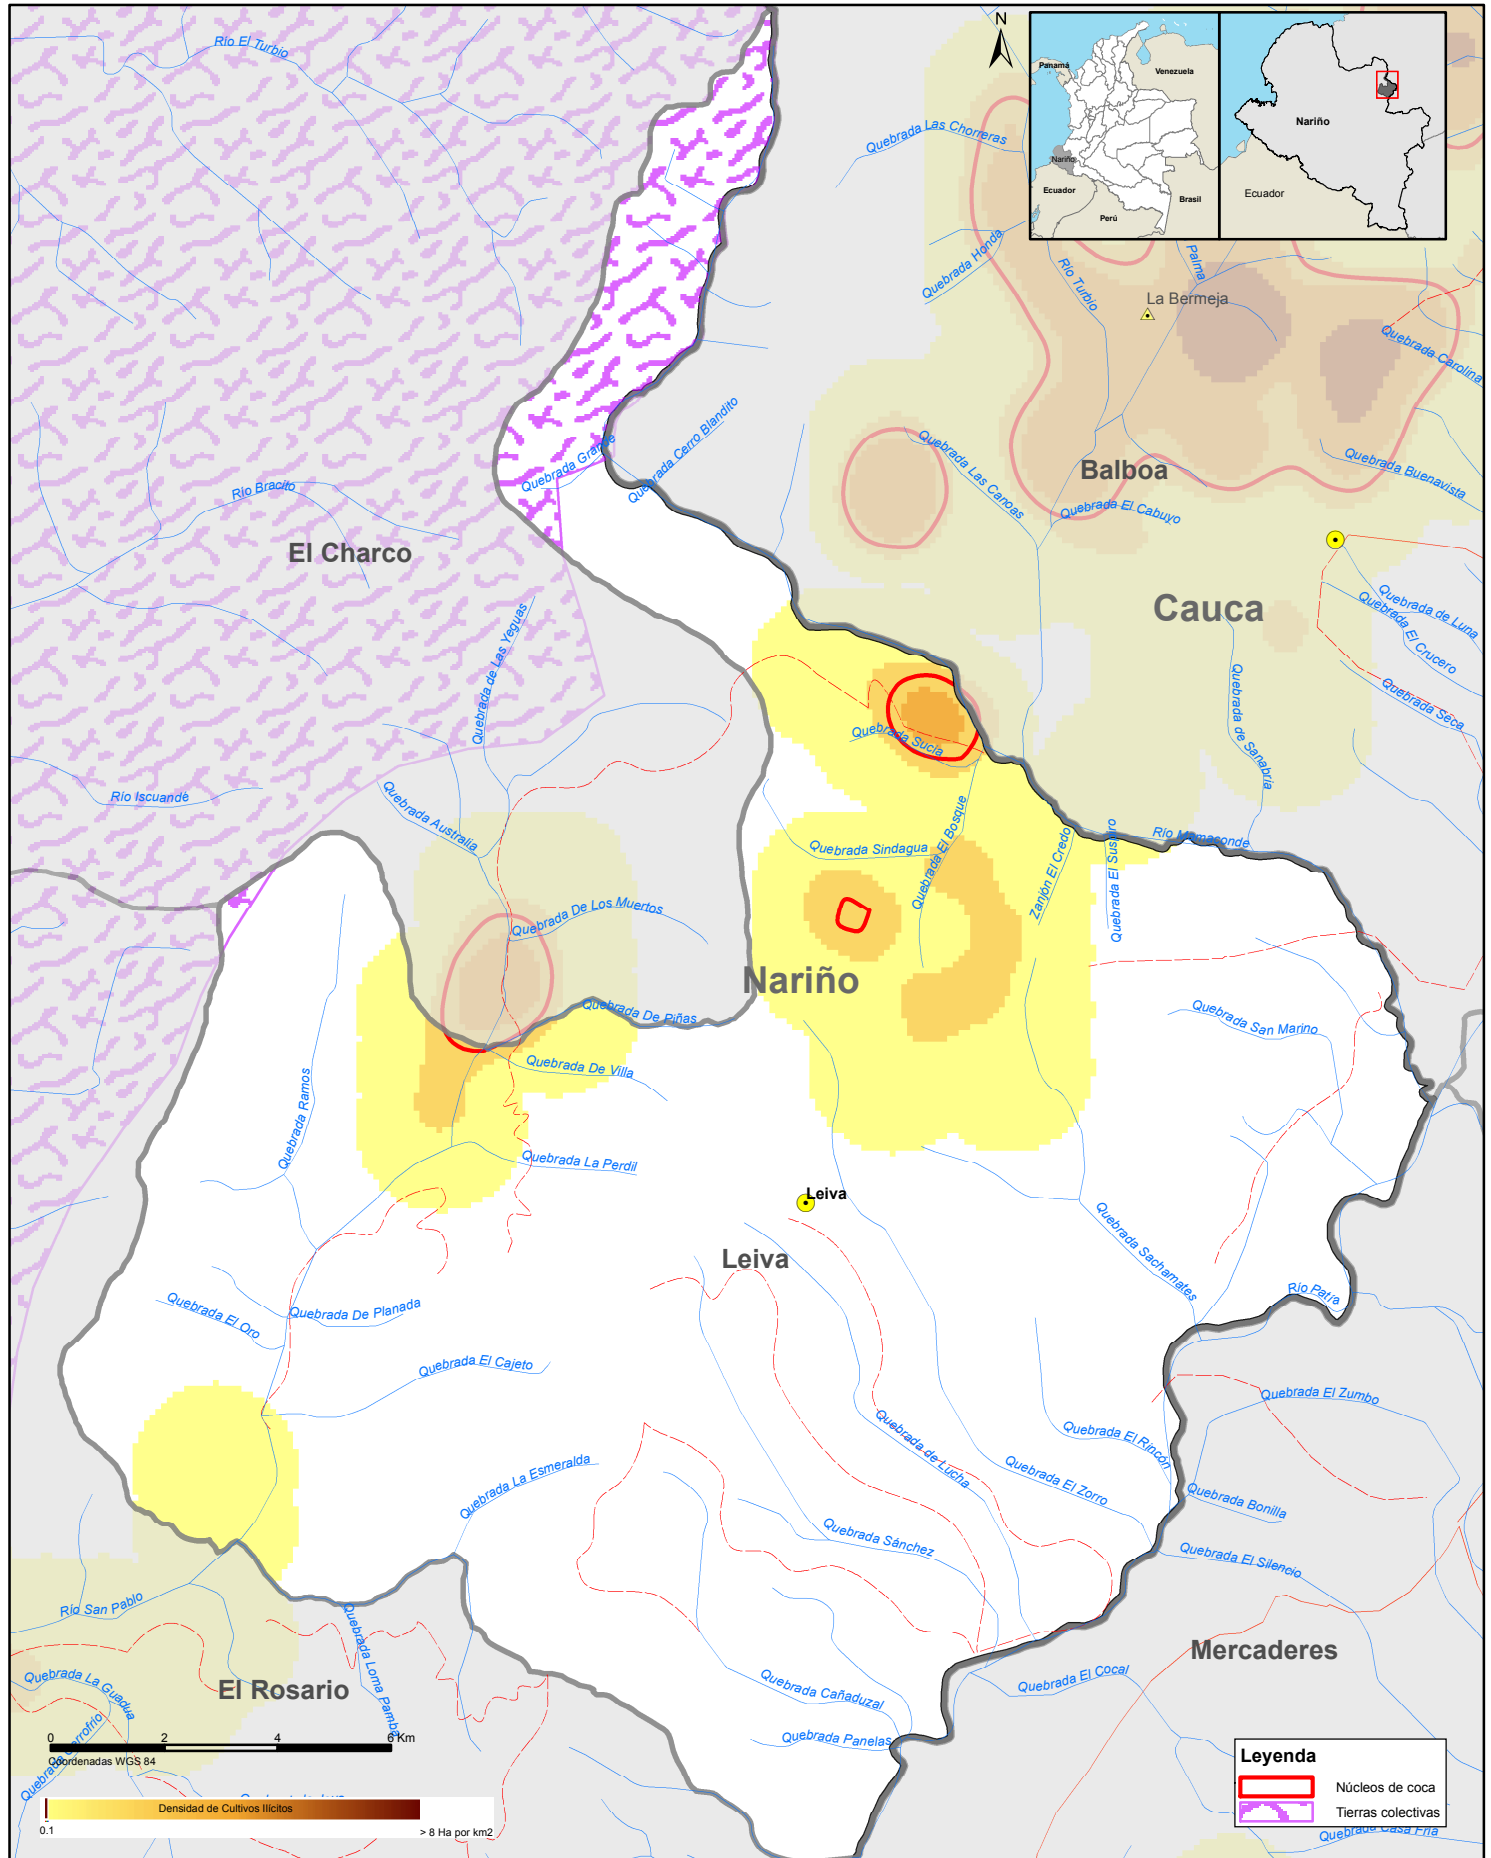 N
Panamá
Venezuela
Nariño
Ecuador
Perú
Brasil
Nariño
Ecuador
Río El Turbio
Quebrada Las Chorreras
Quebrada Honda
Río Turbio
Palma
La Bermeja
Quebrada Carolina
Quebrada Cerro Blandito
Quebrada Grande
Quebrada Las Canoas
Balboa
Quebrada Buenavista
Río Bracito
Quebrada El Cabuyo
El Charco
Cauca
Quebrada de Luna
Quebrada El Crucero
Quebrada de Las Yeguas
Quebrada Seca
Quebrada de Sanabria
Quebrada Sucia
Río Iscuandé
Quebrada Australia
Quebrada El Bosque
Río Mamaconde
Quebrada Sindagua
Zanjón El Credo
Quebrada El Suspiro
Quebrada De Los Muertos
Nariño
Quebrada De Piñas
Quebrada San Marino
Quebrada De Villa
Quebrada Ramos
Quebrada La Perdil
Leiva
Quebrada Sachamates
Leiva
Río Patía
Quebrada El Oro
Quebrada De Planada
Quebrada El Cajeto
Quebrada El Zumbo
Quebrada de Lucha
Quebrada El Rincón
Quebrada La Esmeralda
Quebrada El Zorro
Quebrada Bonilla
Quebrada Sánchez
Quebrada El Silencio
Río San Pablo
Quebrada Loma Pamba
Mercaderes
Quebrada La Guadua
El Rosario
Quebrada El Cocal
Quebrada Cañaduzal
Quebrada Panelas
0 2 4 6 Km
Coordenadas WGS 84
Densidad de Cultivos Ilícitos
0.1
> 8 Ha por km2
Leyenda
Núcleos de coca
Tierras colectivas
Quebrada Casa Fría